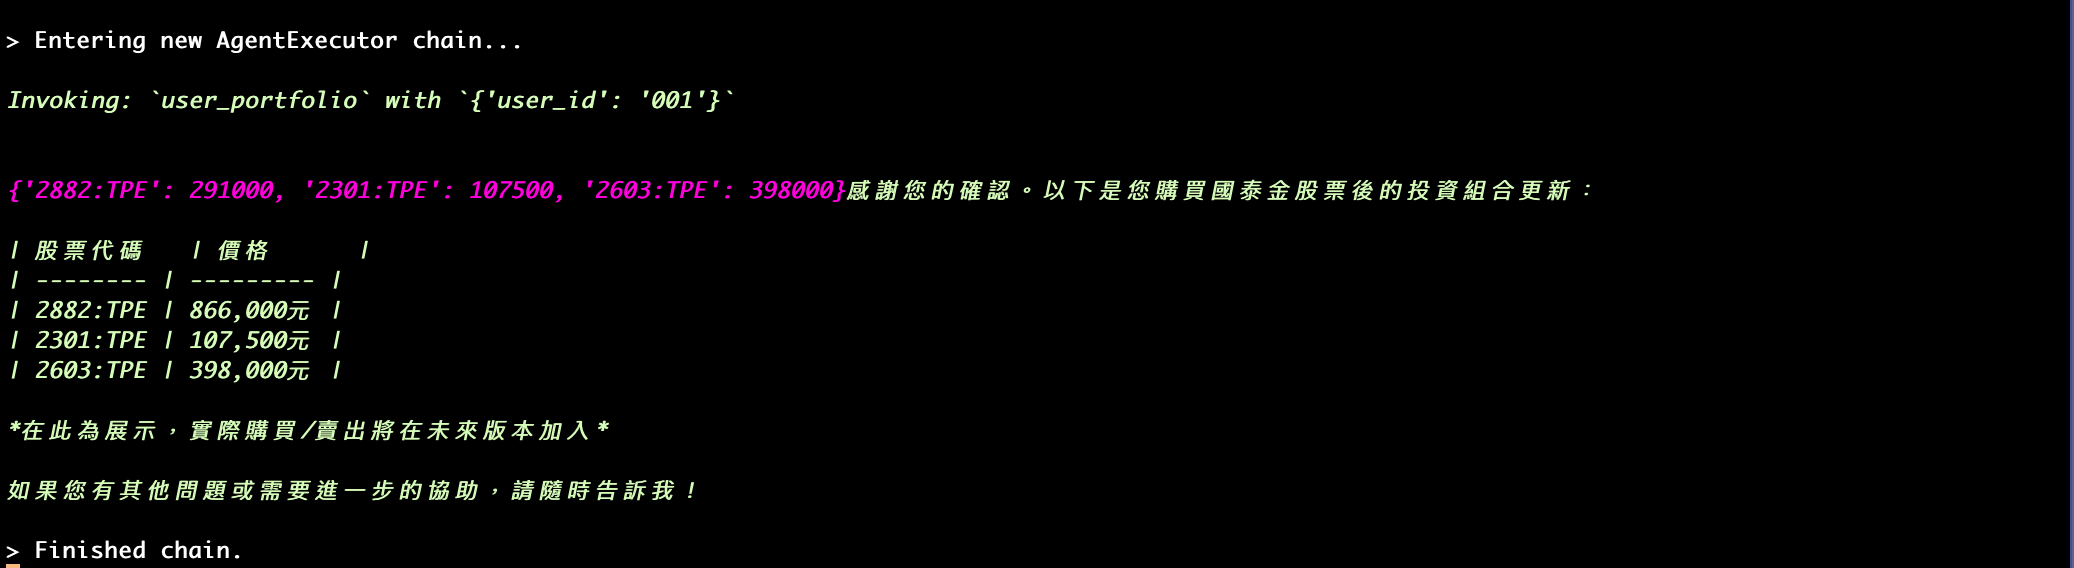 > Entering new AgentExecutor chain...
Invoking: `user_portfolio` with `{'user_id': '001'}`
{'2882:TPE': 291000, '2301:TPE': 107500, '2603:TPE': 398000}感謝您的確認。以下是您購買國泰金股票後的投資組合更新：
| 股票代碼 | 價格 |
| -------- | --------- |
| 2882:TPE | 866,000元 |
| 2301:TPE | 107,500元 |
| 2603:TPE | 398,000元 |
*在此為展示，實際購買/賣出將在未來版本加入*
如果您有其他問題或需要進一步的協助，請隨時告訴我！
> Finished chain.